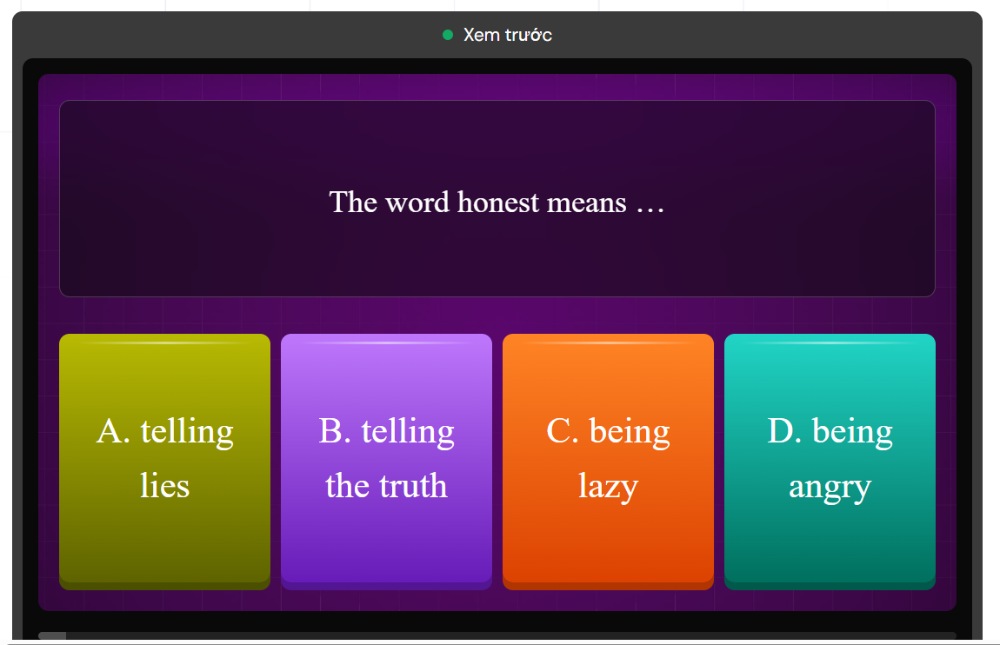 Xem trước
The word honest means …
A. telling
lies
B. telling
the truth
C. being
lazy
D. being
angry